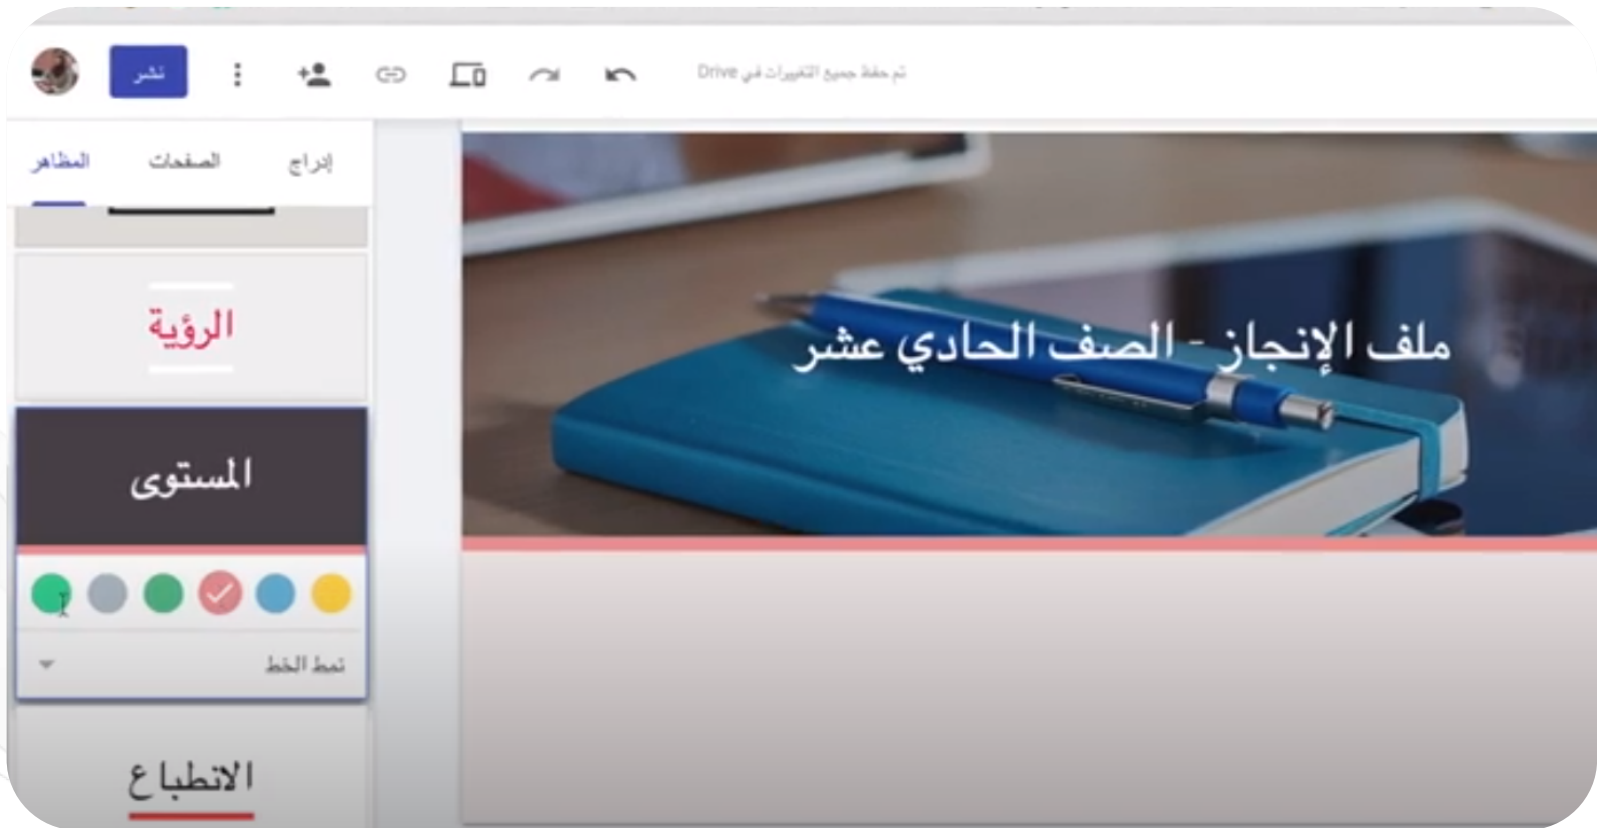 تم حفظ جميع التغييرات في Drive
نشر
إدراج
الصفحات
المظاهر
الرؤية
المستوى
نمط الخط
الانطباع
ملف الإنجاز - الصف الحادي عشر